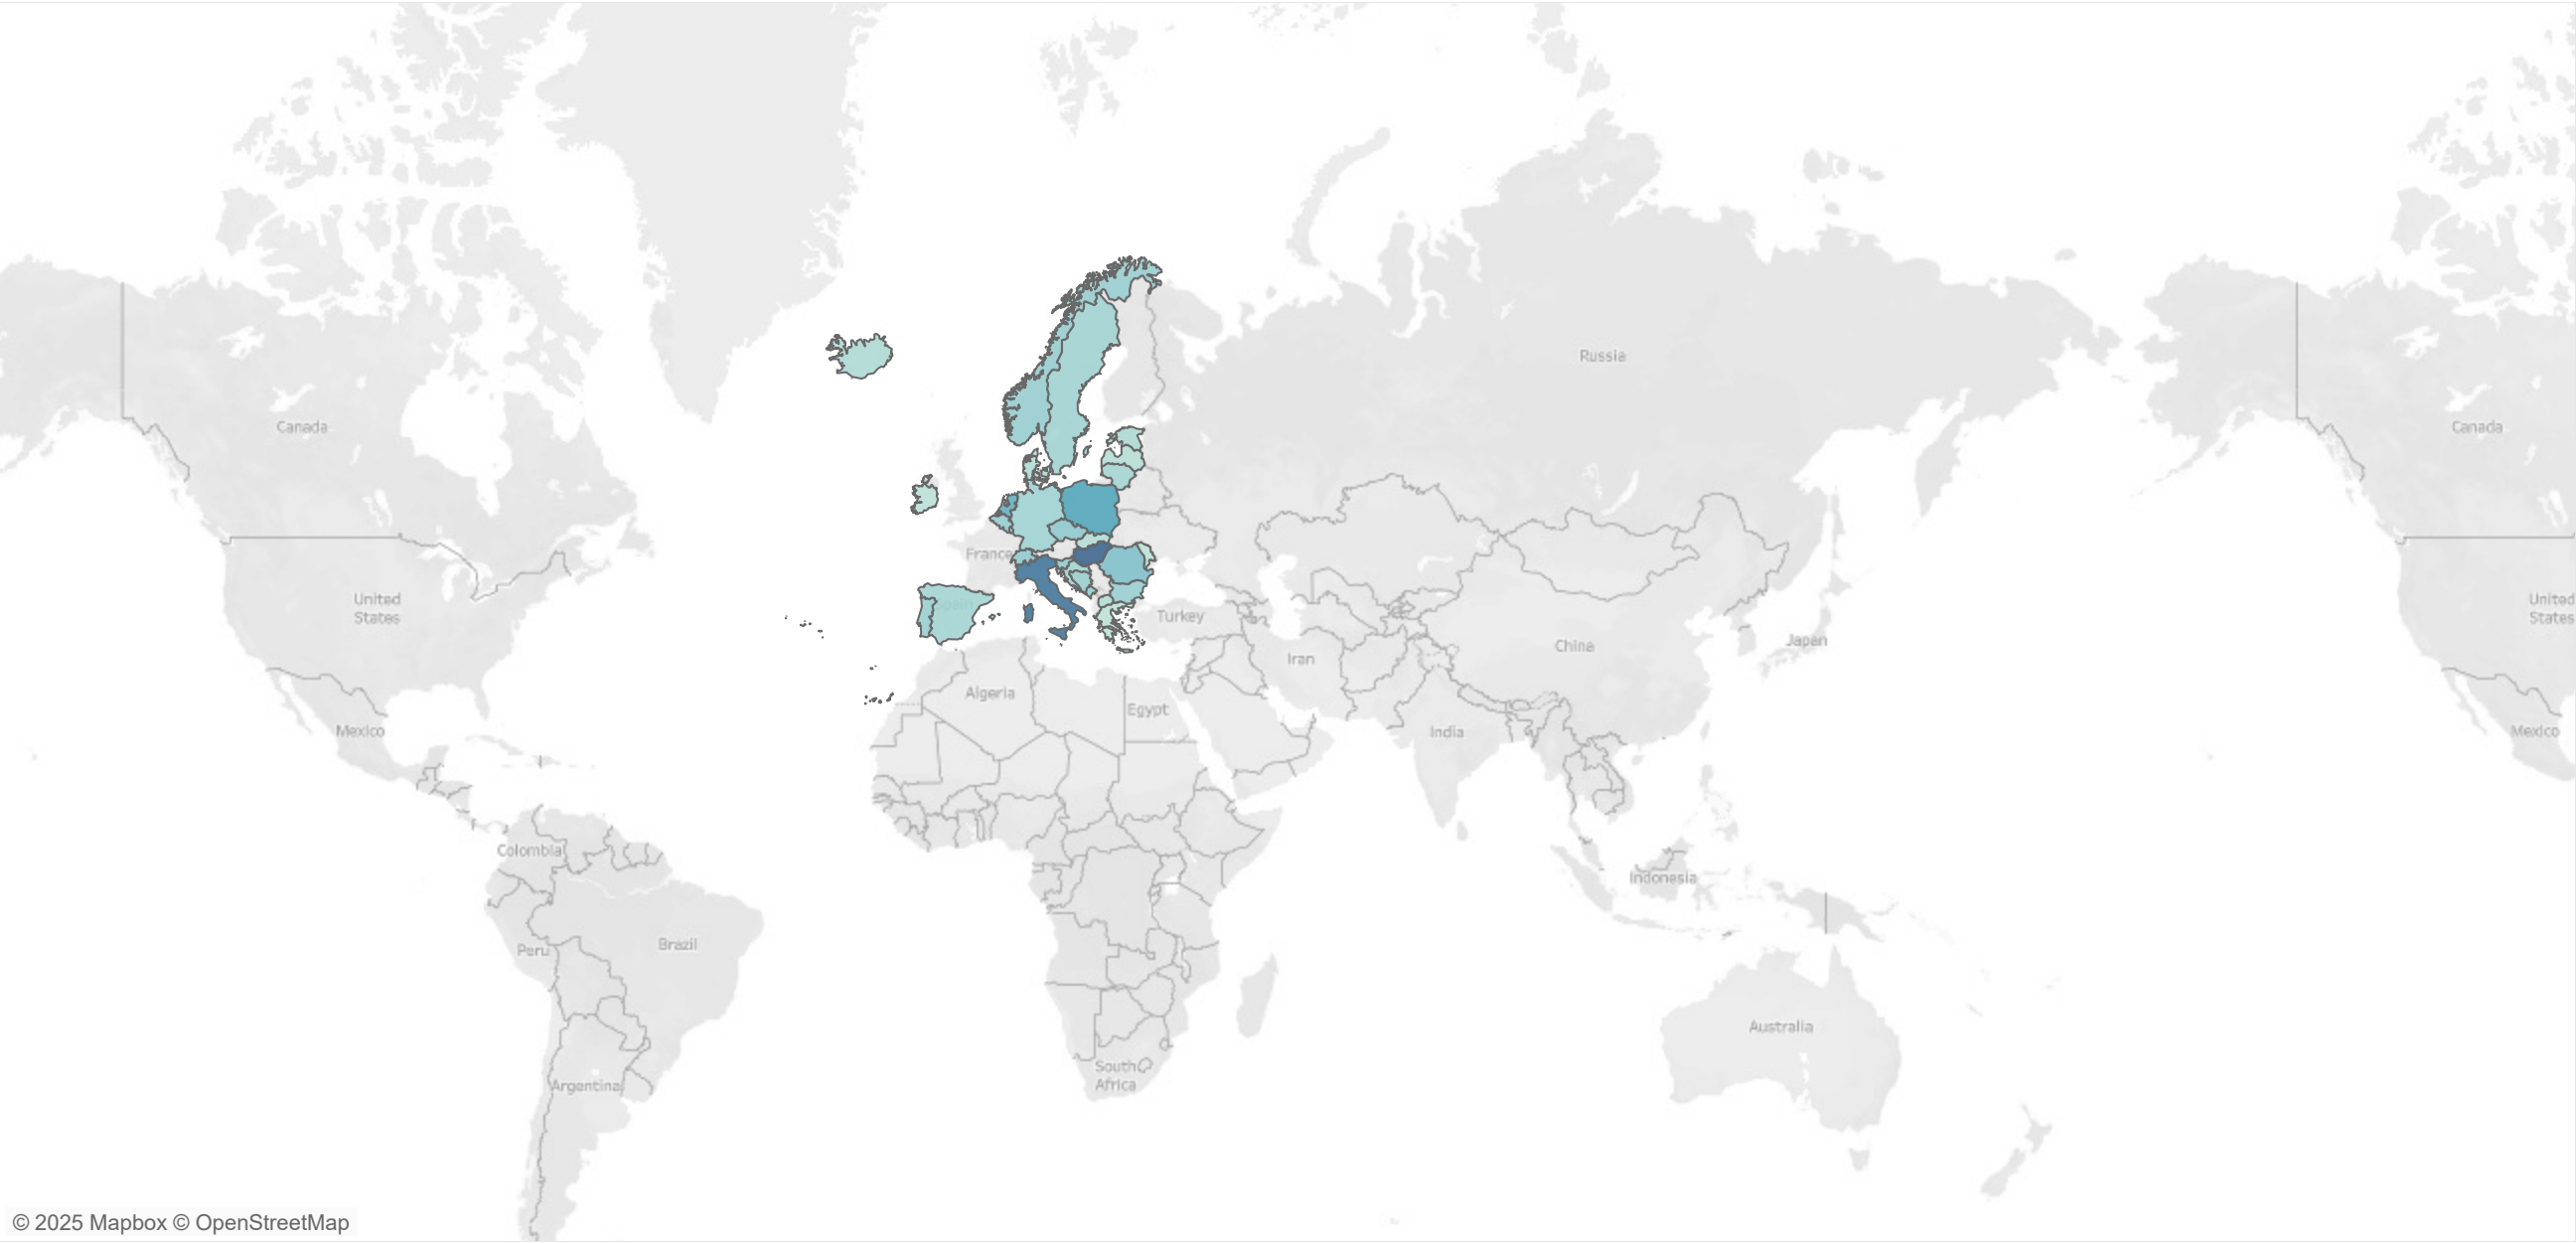 Russia
Canada
Canada
France
United
States
Spain
Turkey
United
States
Japan
China
Iran
Algeria
Egypt
India
Mexico
Mexico
Colombia
Indonesia
Brazil
Peru
Australia
South
Africa
Argentina
© 2025 Mapbox © OpenStreetMap